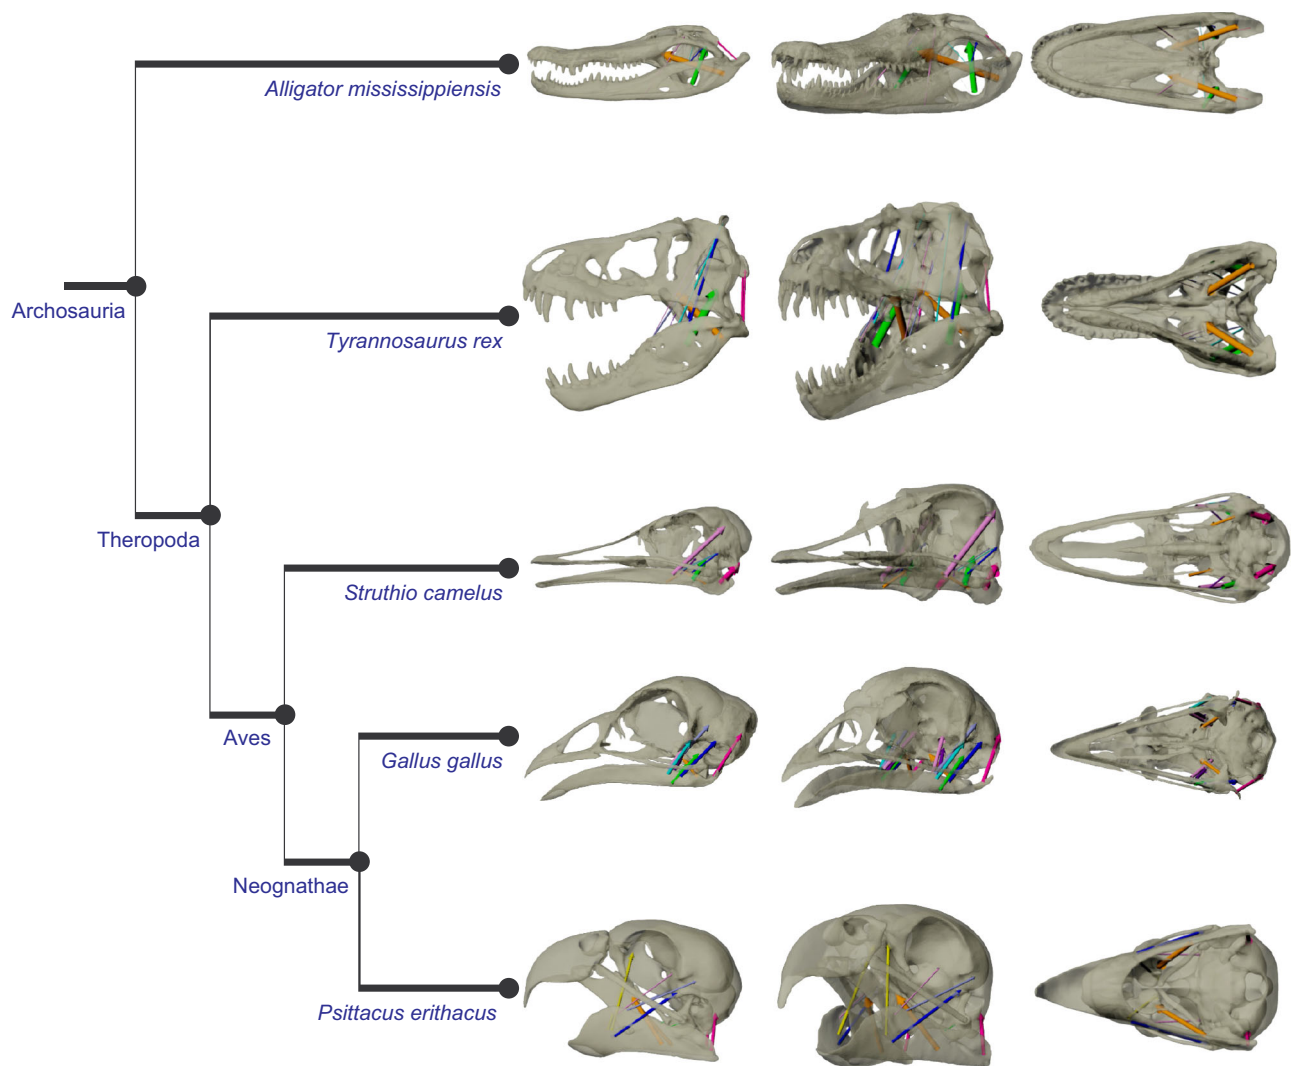 Alligator mississippiensis
Archosauria
Tyrannosaurus rex
Theropoda
Struthio camelus
Aves
Gallus gallus
Neognathae
Psittacus erithacus